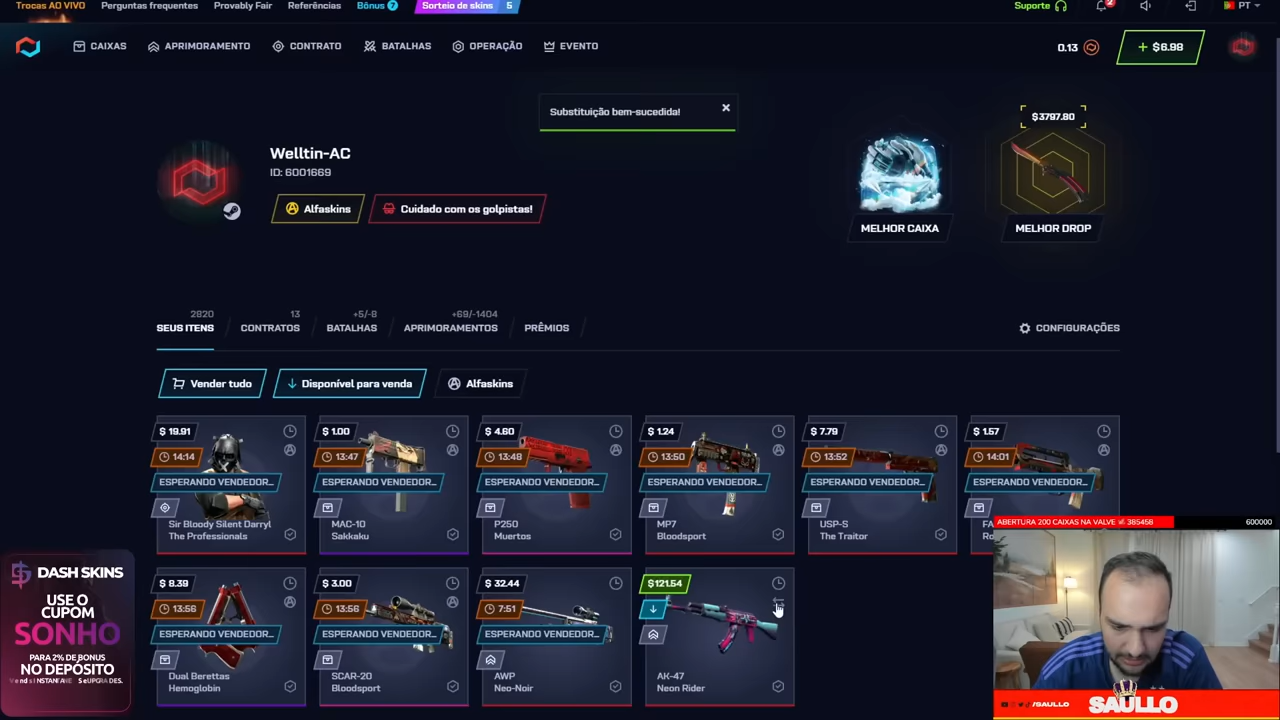 Trocas AO VIVO Perguntas frequentes Provably Fair Referências Bônus 7 Sorteio de skins 5 Suporte 2 PT
CAIXAS APRIMORAMENTO CONTRATO BATALHAS OPERAÇÃO EVENTO 0.13 + $6.98
Substituição bem-sucedida!
$3797.80
Welltin-AC
ID: 6001669
Alfaskins Cuidado com os golpistas!
MELHOR CAIXA MELHOR DROP
2820 13 +5/-8 +69/-1404
SEUS ITENS CONTRATOS BATALHAS APRIMORAMENTOS PRÊMIOS CONFIGURAÇÕES
Vender tudo Disponível para venda Alfaskins
$ 19.91 $ 1.00 $ 4.60 $ 1.24 $ 7.79 $ 1.57
14:14 13:47 13:48 13:50 13:52 14:01
ESPERANDO VENDEDOR... ESPERANDO VENDEDOR... ESPERANDO VENDEDOR... ESPERANDO VENDEDOR... ESPERANDO VENDEDOR... ESPERANDO VENDEDOR...
Sir Bloody Silent Darryl MAC-10 P250 MP7 USP-S FA
The Professionals Sakkaku Muertos Bloodsport The Traitor Ro
ABERTURA 200 CAIXAS NA VALVE 385458 600000
$ 8.39 $ 3.00 $ 32.44 $121.54
13:56 13:56 7:51
ESPERANDO VENDEDOR... ESPERANDO VENDEDOR... ESPERANDO VENDEDOR...
Dual Berettas SCAR-20 AWP AK-47
Hemoglobin Bloodsport Neo-Noir Neon Rider
DASH SKINS
USE O
CUPOM
SONHO
PARA 2% DE BONUS
NO DEPÓSITO
/SAULLO SAULLO